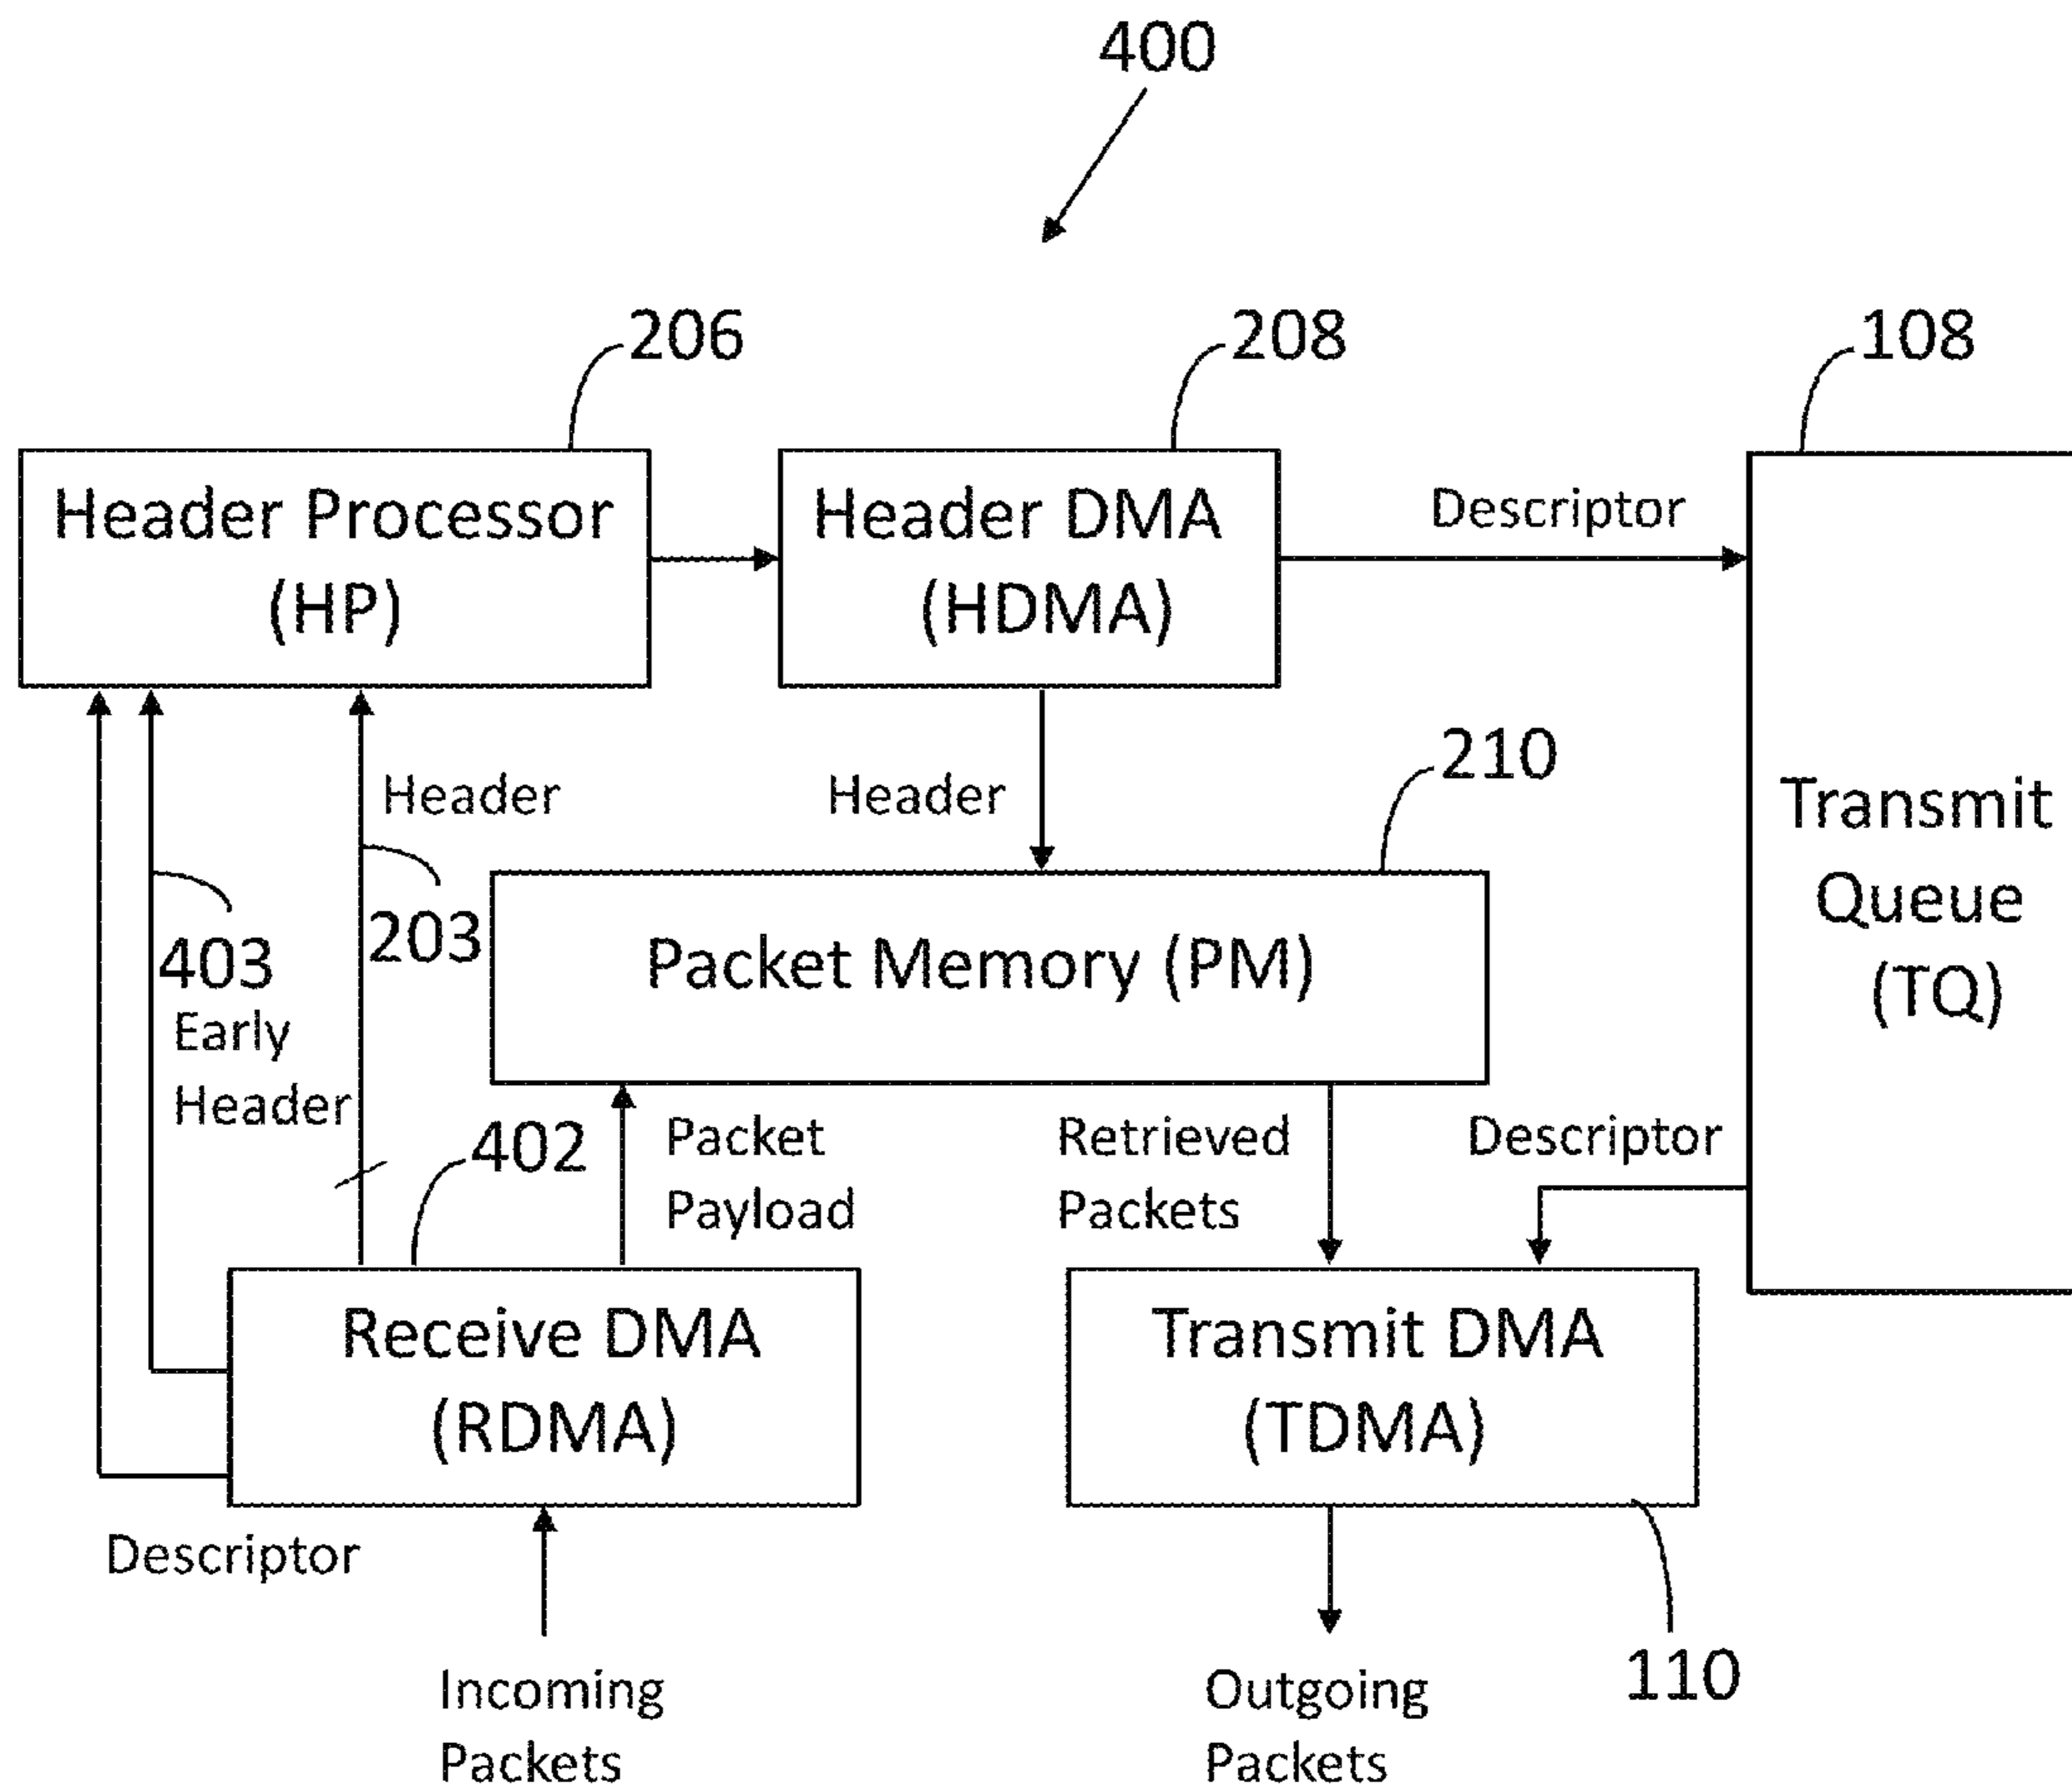 400
206
208
108
Header Processor
(HP)
Header DMA
(HDMA)
Descriptor
Transmit
Queue
(TQ)
Header
Header
210
203
403
Early
Header
Packet Memory (PM)
402
Packet
Payload
Retrieved
Packets
Descriptor
Receive DMA
(RDMA)
Transmit DMA
(TDMA)
Descriptor
Incoming
Packets
Outgoing
Packets
110